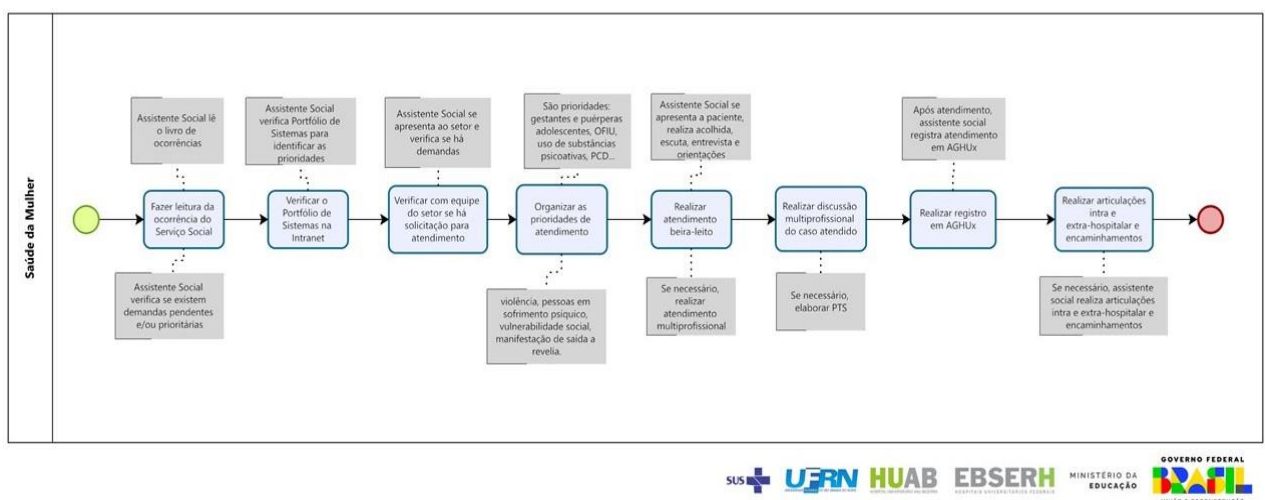 Saúde da Mulher
Assistente Social lê
o livro de
ocorrências
Assistente Social
verifica Portfólio de
Sistemas para
identificar as
prioridades
Assistente Social se
apresenta ao setor e
verifica se há
demandas
São prioridades:
gestantes e puérperas
adolescentes, OFIU,
uso de substâncias
psicoativas, PCD...
Assistente Social se
apresenta a paciente,
realiza acolhida,
escuta, entrevista e
orientações
Após atendimento,
assistente social
registra atendimento
em AGHUx
Fazer leitura da
ocorrência do
Serviço Social
Verificar o
Portfólio de
Sistemas na
Intranet
Verificar com equipe
do setor se há
solicitação para
atendimento
Organizar as
prioridades de
atendimento
Realizar
atendimento
beira-leito
Realizar discussão
multiprofissional
do caso atendido
Realizar registro
em AGHUx
Realizar articulações
intra e
extra-hospitalar e
encaminhamentos
Assistente Social
verifica se existem
demandas pendentes
e/ou prioritárias
violência, pessoas em
sofrimento psíquico,
vulnerabilidade social,
manifestação de saída a
revelia.
Se necessário,
realizar
atendimento
multiprofissional
Se necessário,
elaborar PTS
Se necessário, assistente
social realiza articulações
intra e extra-hospitalar e
encaminhamentos
SUS
UFRN
HUAB
EBSERH
HOSPITAIS UNIVERSITÁRIOS FEDERAIS
MINISTÉRIO DA
EDUCAÇÃO
GOVERNO FEDERAL
BRASIL